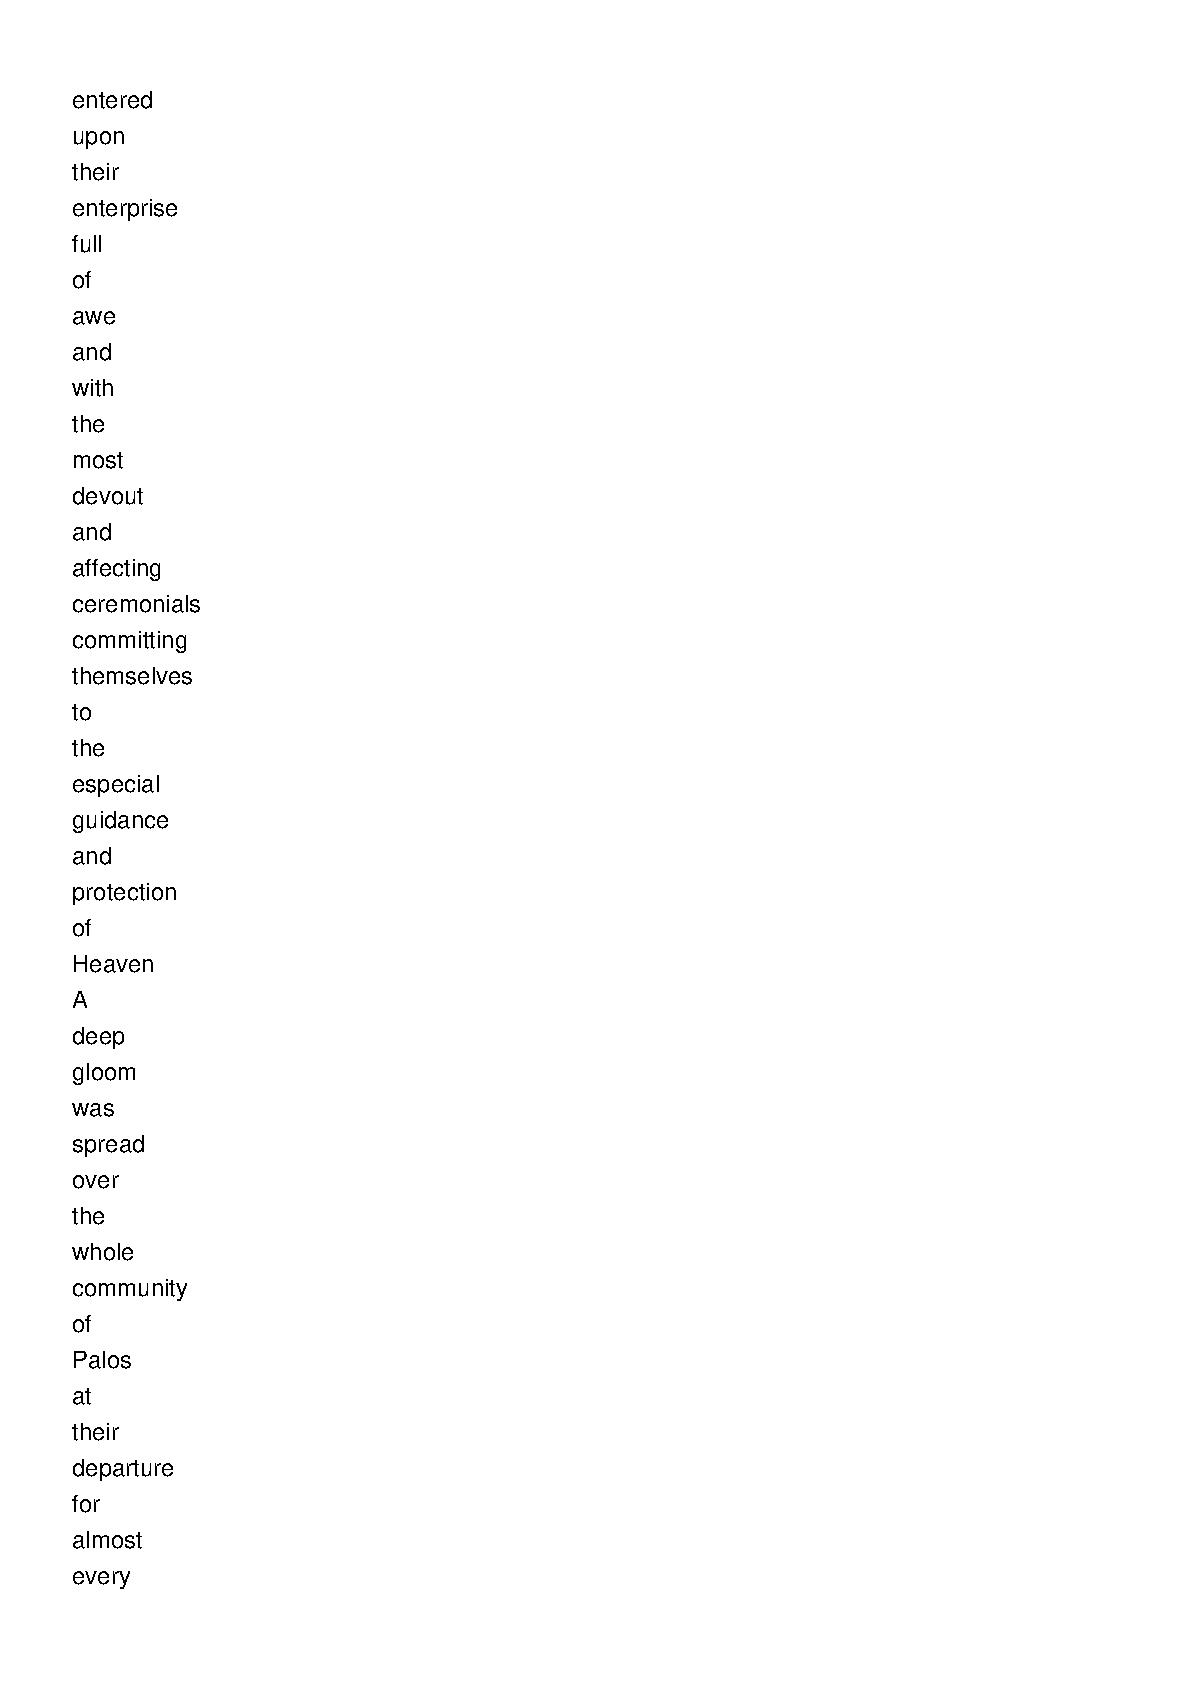 entered
upon
their
enterprise
full
of
awe
and
with
the
most
devout
and
affecting
ceremonials
committing
themselves
to
the
especial
guidance
and
protection
of
Heaven
A
deep
gloom
was
spread
over
the
whole
community
of
Palos
at
their
departure
for
almost
every